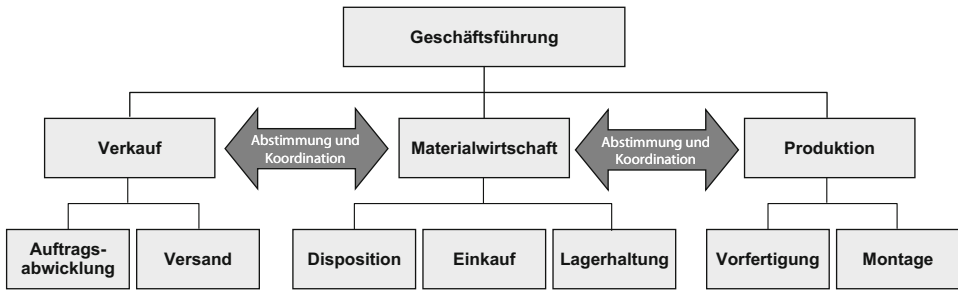 Geschäftsführung
Verkauf
Abstimmung und
Koordination
Materialwirtschaft
Abstimmung und
Koordination
Produktion
Auftrags-
abwicklung
Versand
Disposition
Einkauf
Lagerhaltung
Vorfertigung
Montage